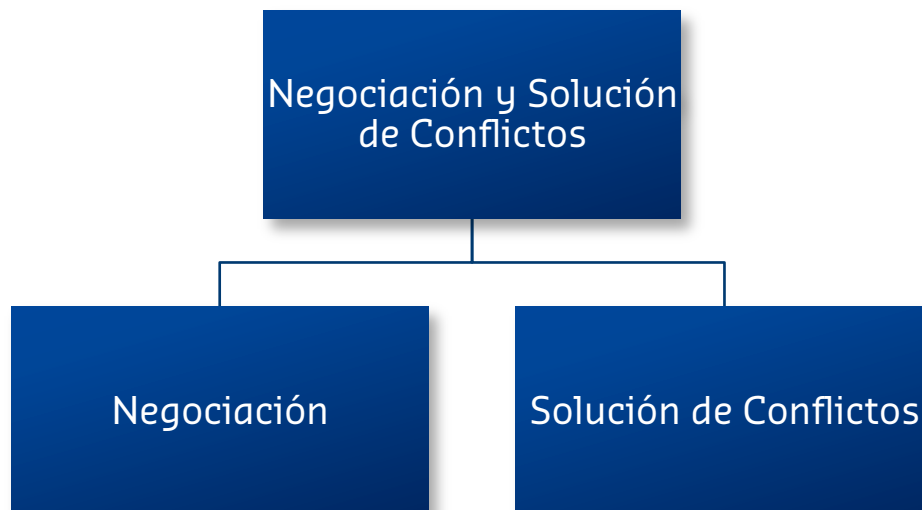 Negociación y Solución
de Conflictos
Negociación
Solución de Conflictos